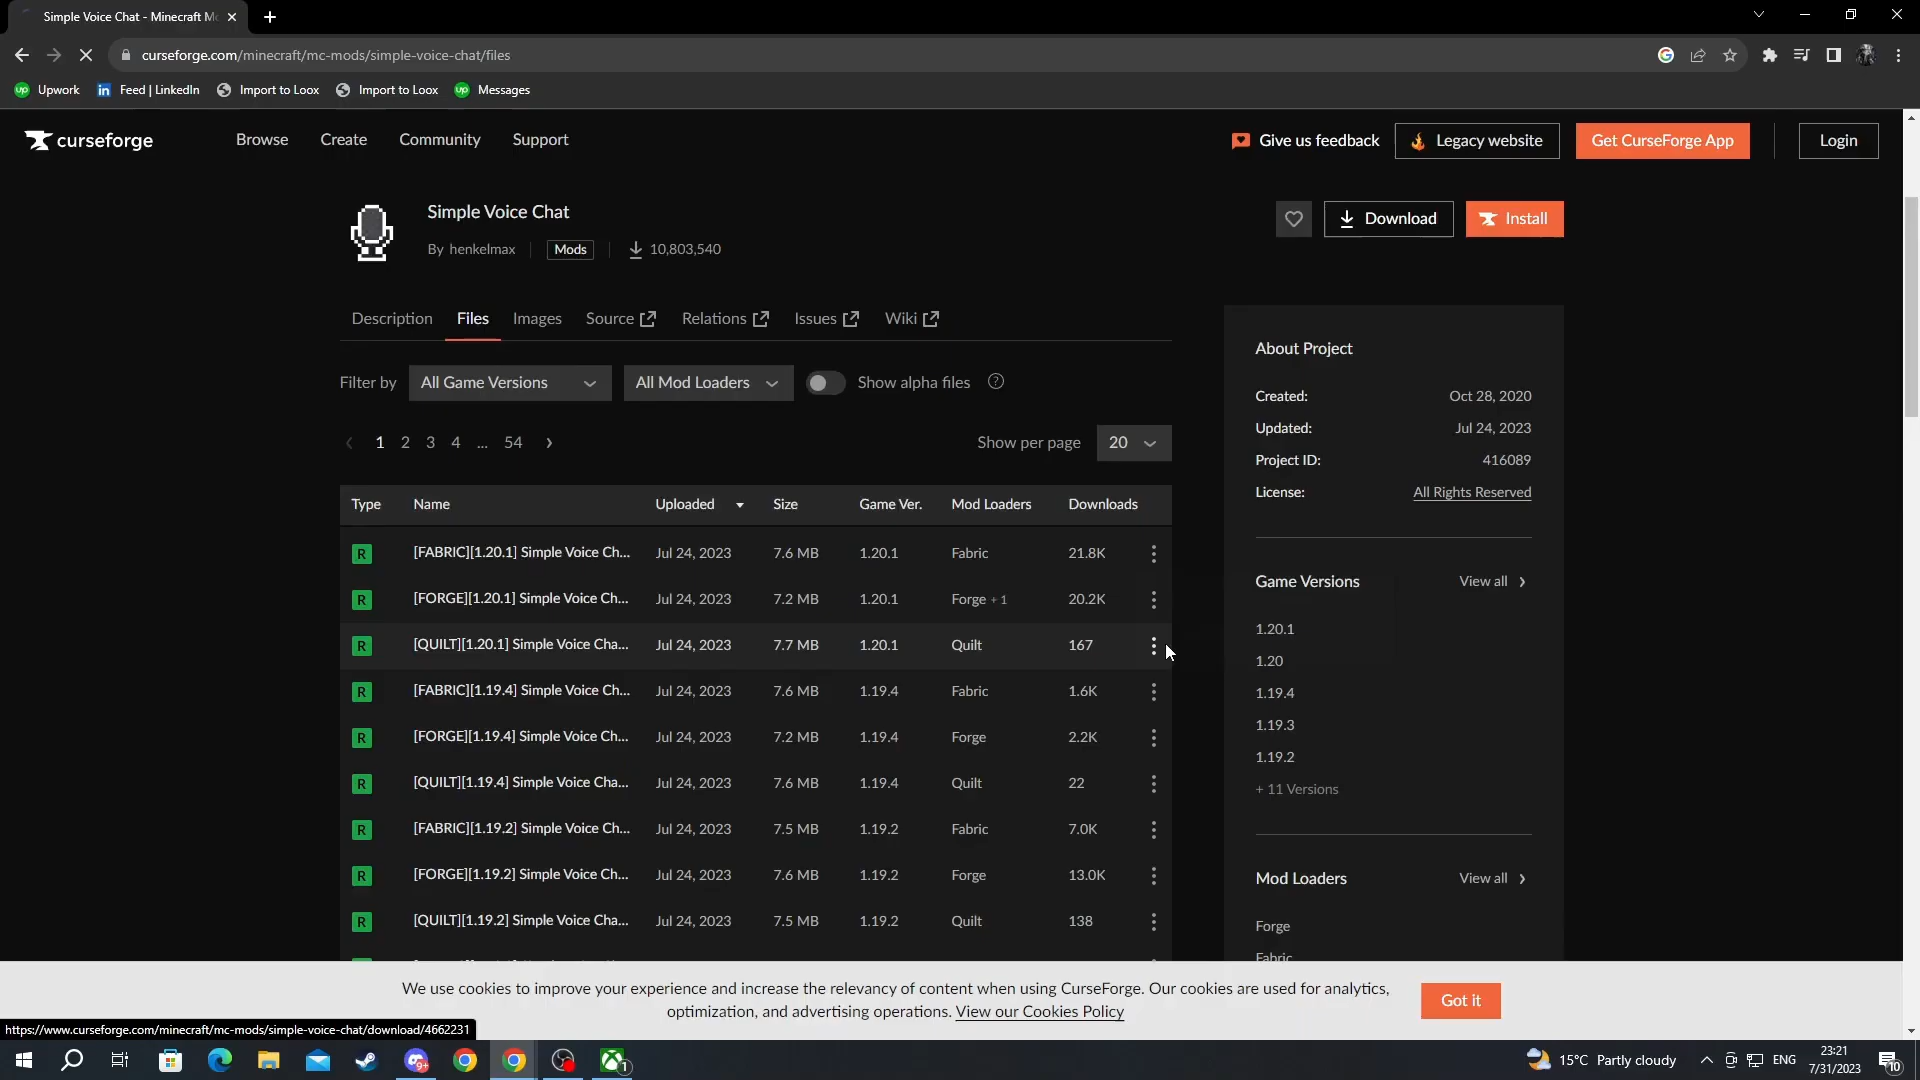 Simple Voice Chat - Minecraft Mc
curseforge.com/minecraft/mc-mods/simple-voice-chat/files
Upwork
Feed | LinkedIn
Import to Loox
Import to Loox
Messages
curseforge
Browse
Create
Community
Support
Give us feedback
Legacy website
Get CurseForge App
Login
Simple Voice Chat
By henkelmax
Mods
10,803,540
Download
Install
Description
Files
Images
Source
Relations
Issues
Wiki
Filter by
All Game Versions
All Mod Loaders
Show alpha files
1 2 3 4 ... 54
Show per page
20
Type Name Uploaded Size Game Ver. Mod Loaders Downloads
R [FABRIC][1.20.1] Simple Voice Ch... Jul 24, 2023 7.6 MB 1.20.1 Fabric 21.8K
R [FORGE][1.20.1] Simple Voice Ch... Jul 24, 2023 7.2 MB 1.20.1 Forge + 1 20.2K
R [QUILT][1.20.1] Simple Voice Cha... Jul 24, 2023 7.7 MB 1.20.1 Quilt 167
R [FABRIC][1.19.4] Simple Voice Ch... Jul 24, 2023 7.6 MB 1.19.4 Fabric 1.6K
R [FORGE][1.19.4] Simple Voice Ch... Jul 24, 2023 7.2 MB 1.19.4 Forge 2.2K
R [QUILT][1.19.4] Simple Voice Cha... Jul 24, 2023 7.6 MB 1.19.4 Quilt 22
R [FABRIC][1.19.2] Simple Voice Ch... Jul 24, 2023 7.5 MB 1.19.2 Fabric 7.0K
R [FORGE][1.19.2] Simple Voice Ch... Jul 24, 2023 7.6 MB 1.19.2 Forge 13.0K
R [QUILT][1.19.2] Simple Voice Cha... Jul 24, 2023 7.5 MB 1.19.2 Quilt 138
About Project
Created: Oct 28, 2020
Updated: Jul 24, 2023
Project ID: 416089
License: All Rights Reserved
Game Versions View all
1.20.1
1.20
1.19.4
1.19.3
1.19.2
+ 11 Versions
Mod Loaders View all
Forge
Fabric
We use cookies to improve your experience and increase the relevancy of content when using CurseForge. Our cookies are used for analytics,
optimization, and advertising operations. View our Cookies Policy
Got it
https://www.curseforge.com/minecraft/mc-mods/simple-voice-chat/download/4662231
9+
1
15°C Partly cloudy
ENG
23:21
7/31/2023
10